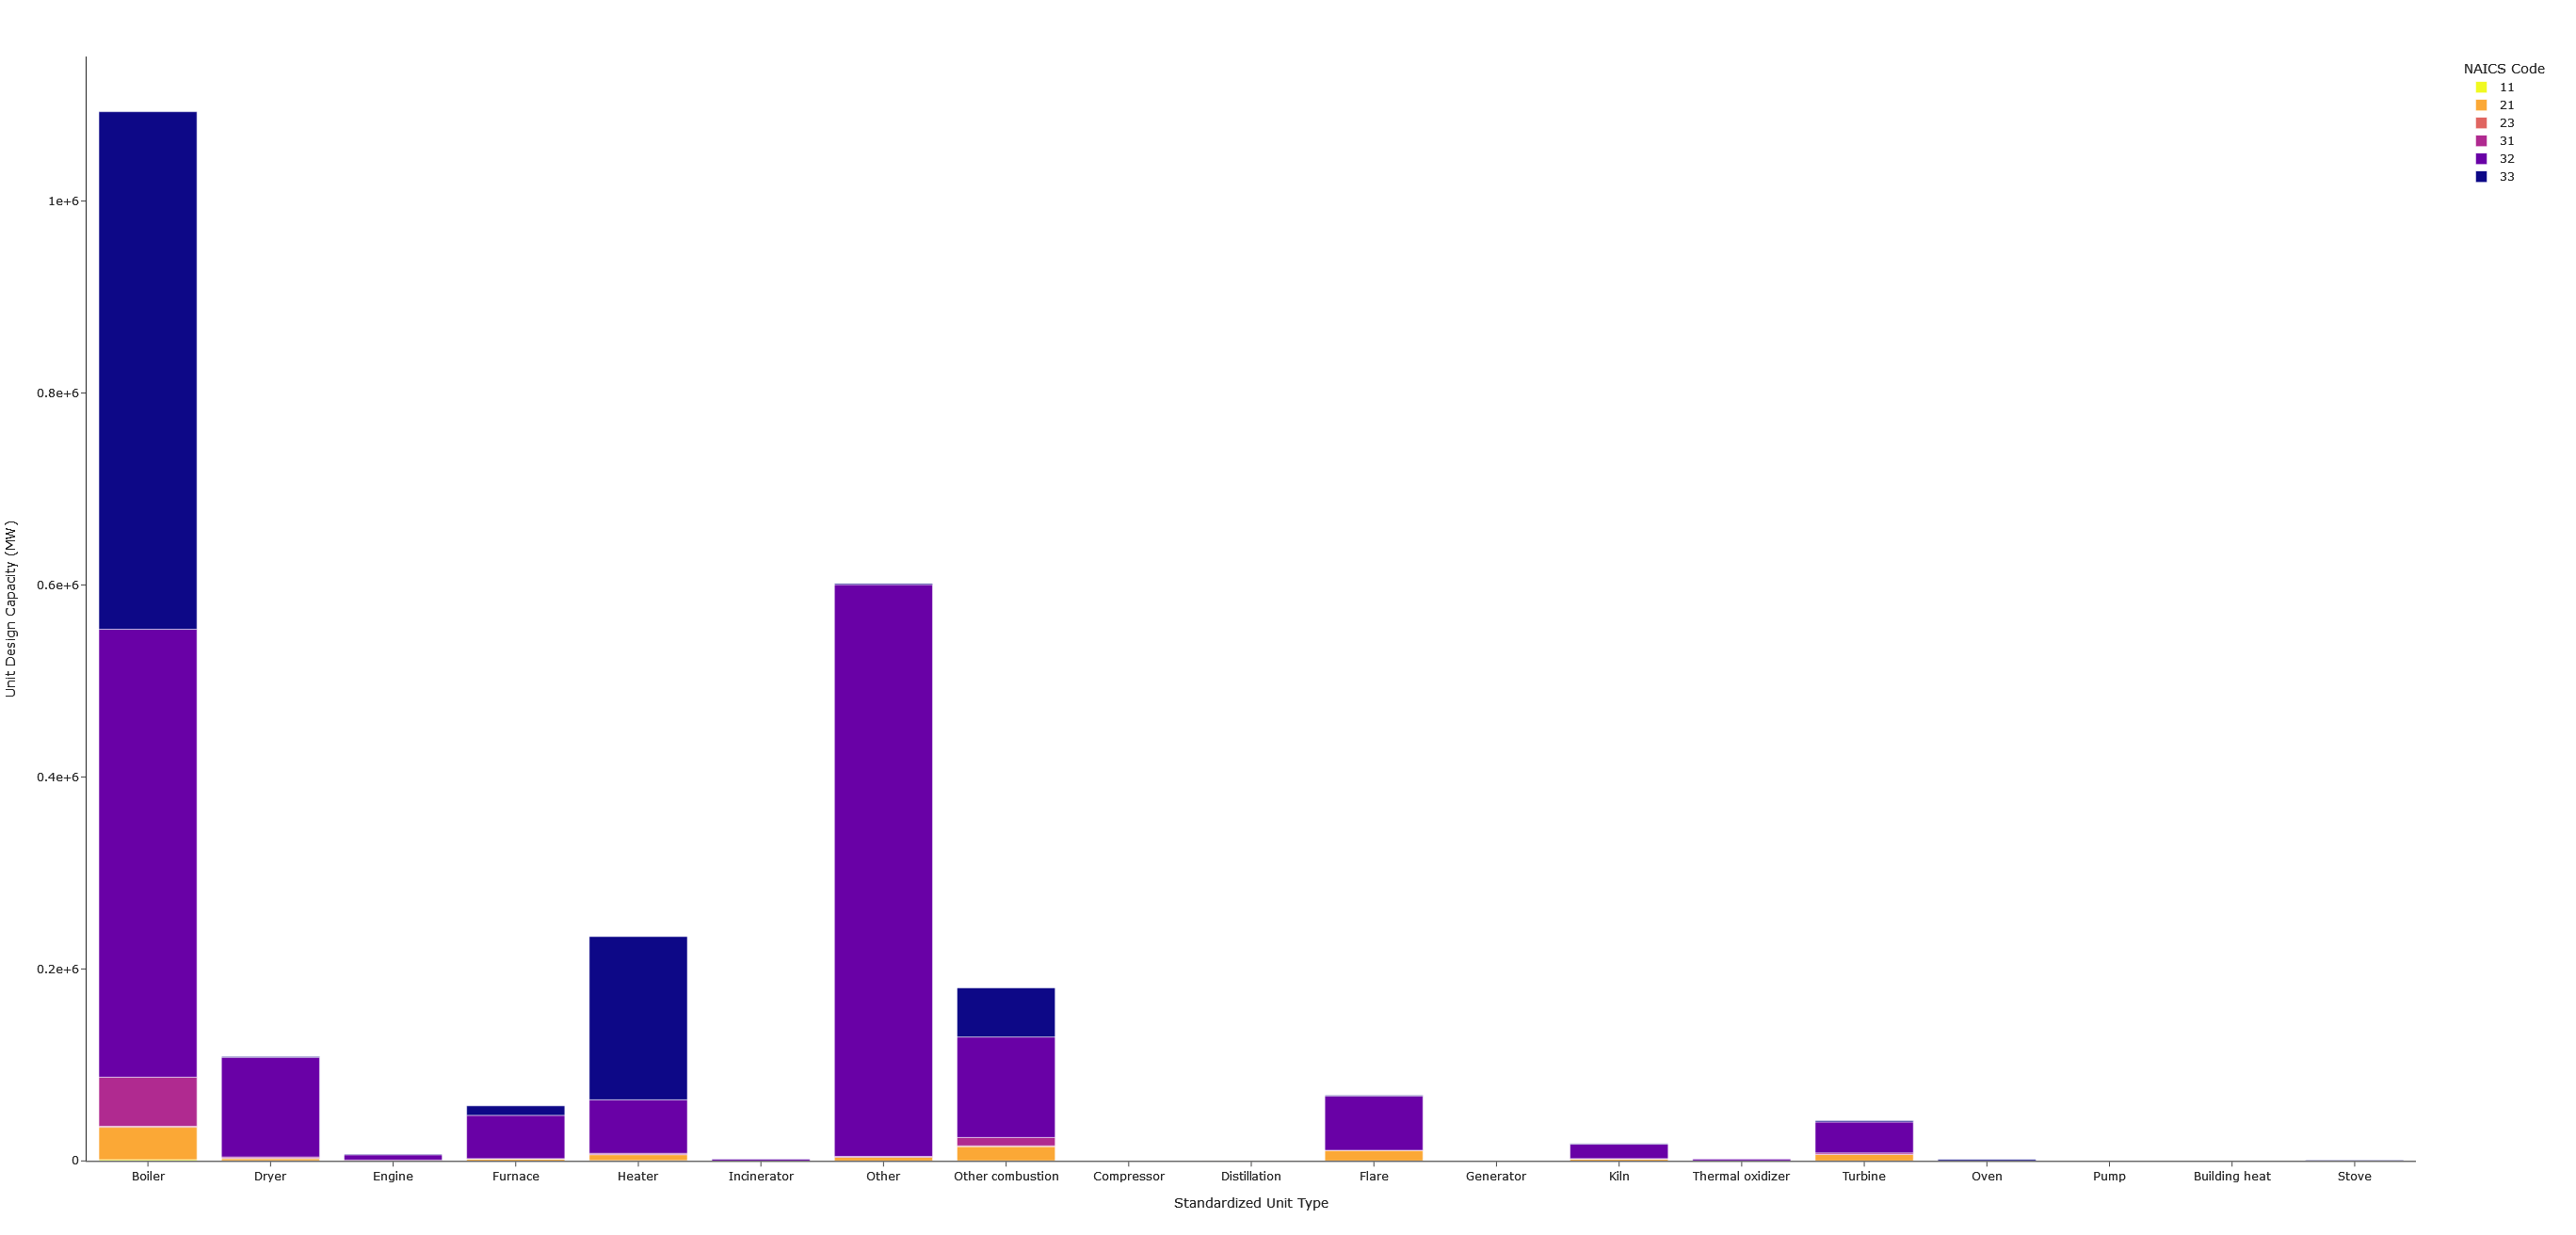 NAICS Code
11
21
23
31
32
33
1e+6
0.8e+6
0.6e+6
0.4e+6
0.2e+6
0
Unit Design Capacity (MW)
Boiler Dryer Engine Furnace Heater Incinerator Other Other combustion Compressor Distillation Flare Generator Kiln Thermal oxidizer Turbine Oven Pump Building heat Stove
Standardized Unit Type